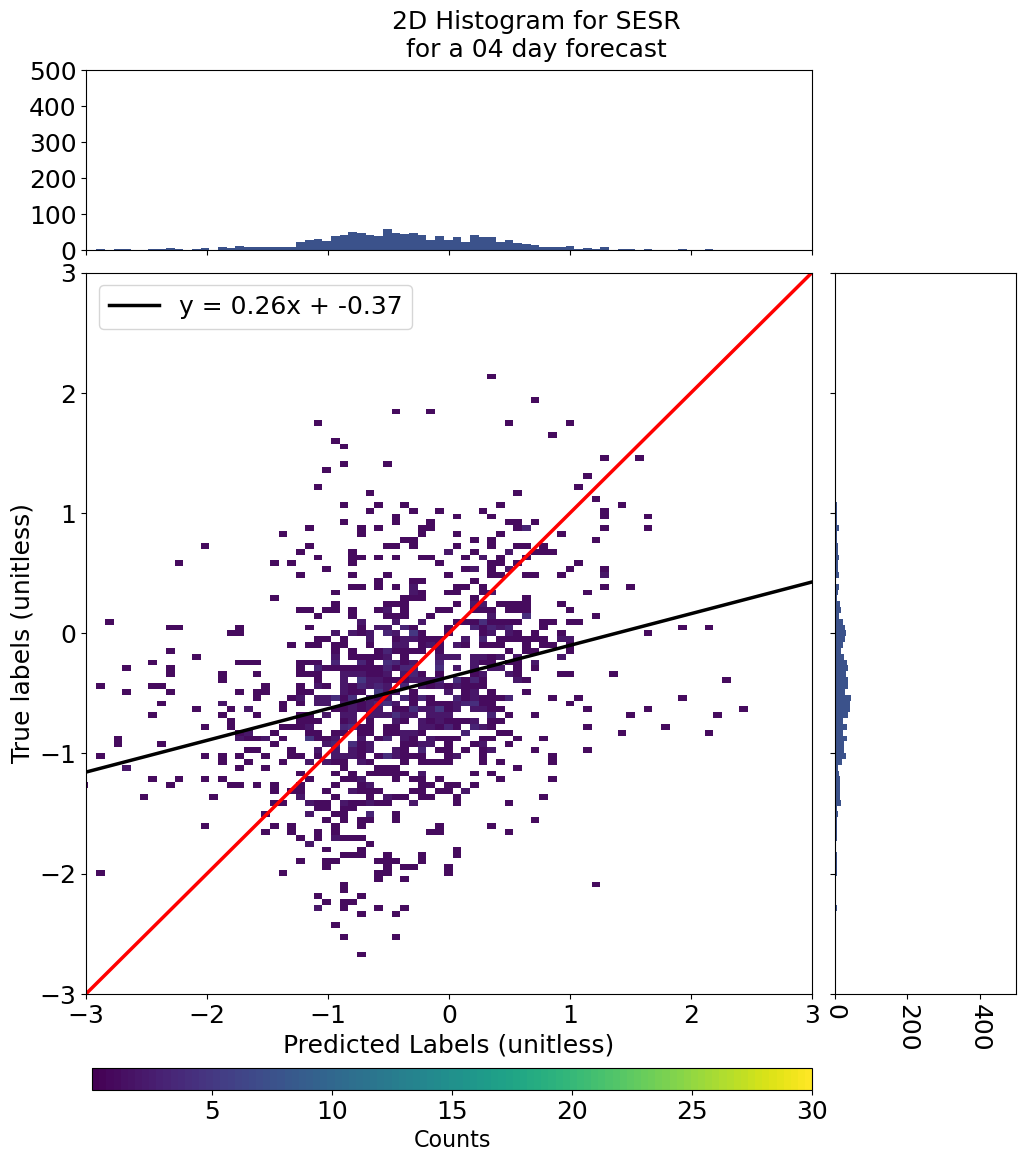 2D Histogram for SESR
for a 04 day forecast
500
400
300
200
100
0
y = 0.26x + -0.37
3
2
1
0
−1
−2
−3
True labels (unitless)
−3 −2 −1 0 1 2 3
Predicted Labels (unitless)
0 200 400
5 10 15 20 25 30
Counts